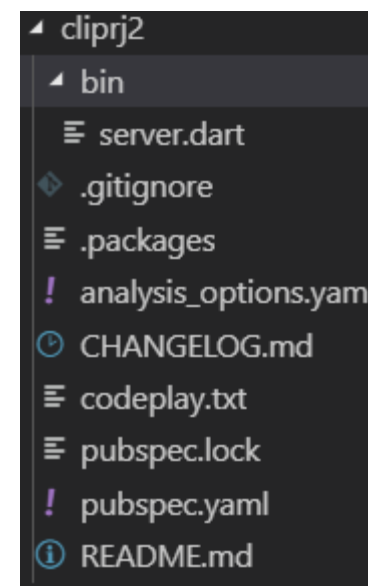 cliprj2
bin
server.dart
.gitignore
.packages
analysis_options.yam
CHANGELOG.md
codeplay.txt
pubspec.lock
pubspec.yaml
README.md